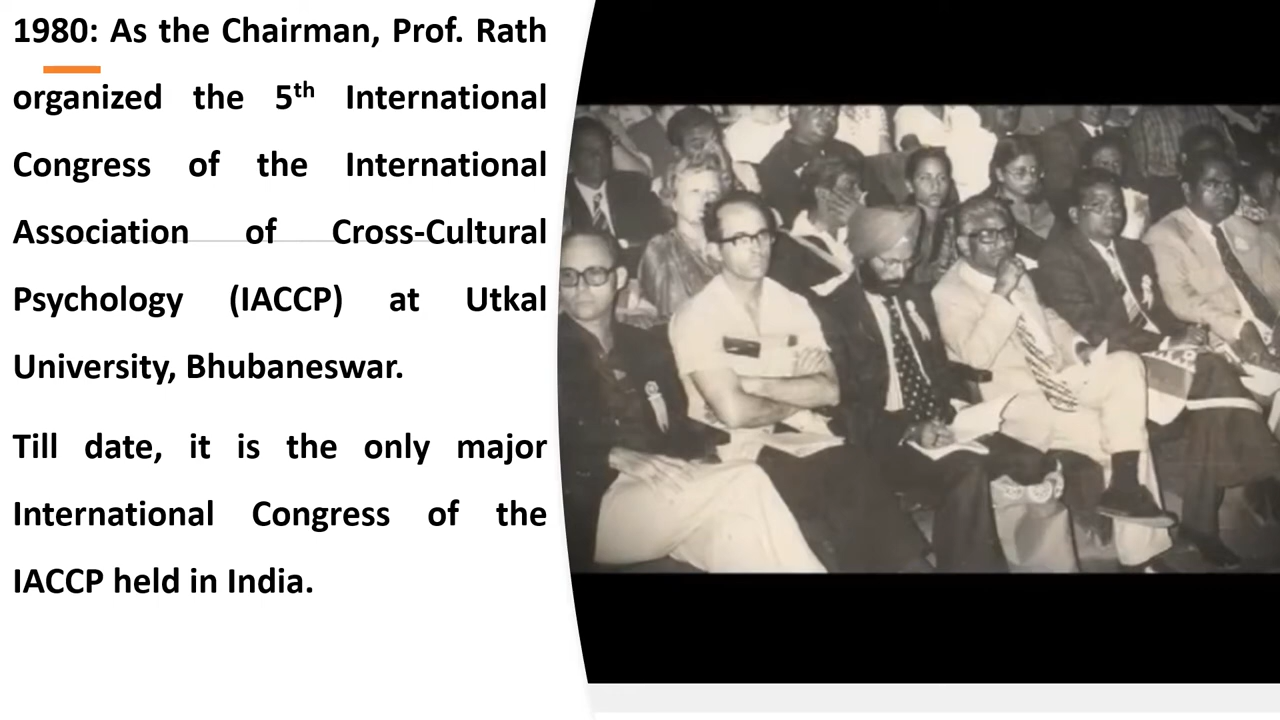 1980: As the Chairman, Prof. Rath
organized the 5th International
Congress of the International
Association of Cross-Cultural
Psychology (IACCP) at Utkal
University, Bhubaneswar.
Till date, it is the only major
International Congress of the
IACCP held in India.